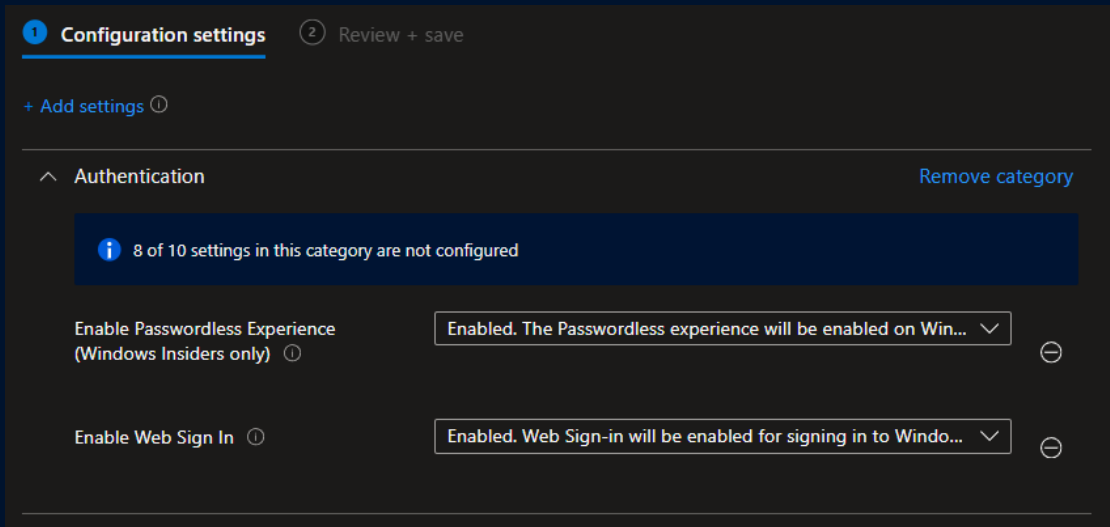 1 Configuration settings 2 Review + save
+ Add settings
Authentication Remove category
8 of 10 settings in this category are not configured
Enable Passwordless Experience
(Windows Insiders only)
Enabled. The Passwordless experience will be enabled on Win...
Enable Web Sign In
Enabled. Web Sign-in will be enabled for signing in to Windo...